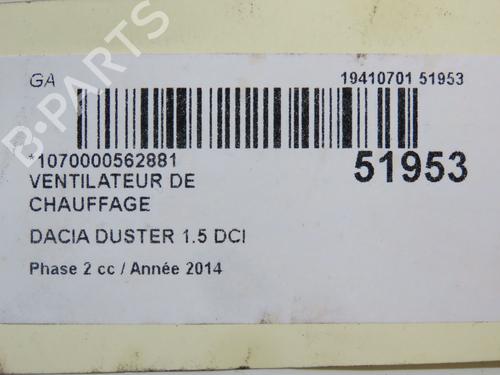 GA
19410701 51953
*1070000562881
51953
VENTILATEUR DE
CHAUFFAGE
DACIA DUSTER 1.5 DCI
Phase 2 cc / Année 2014
B-PARTS